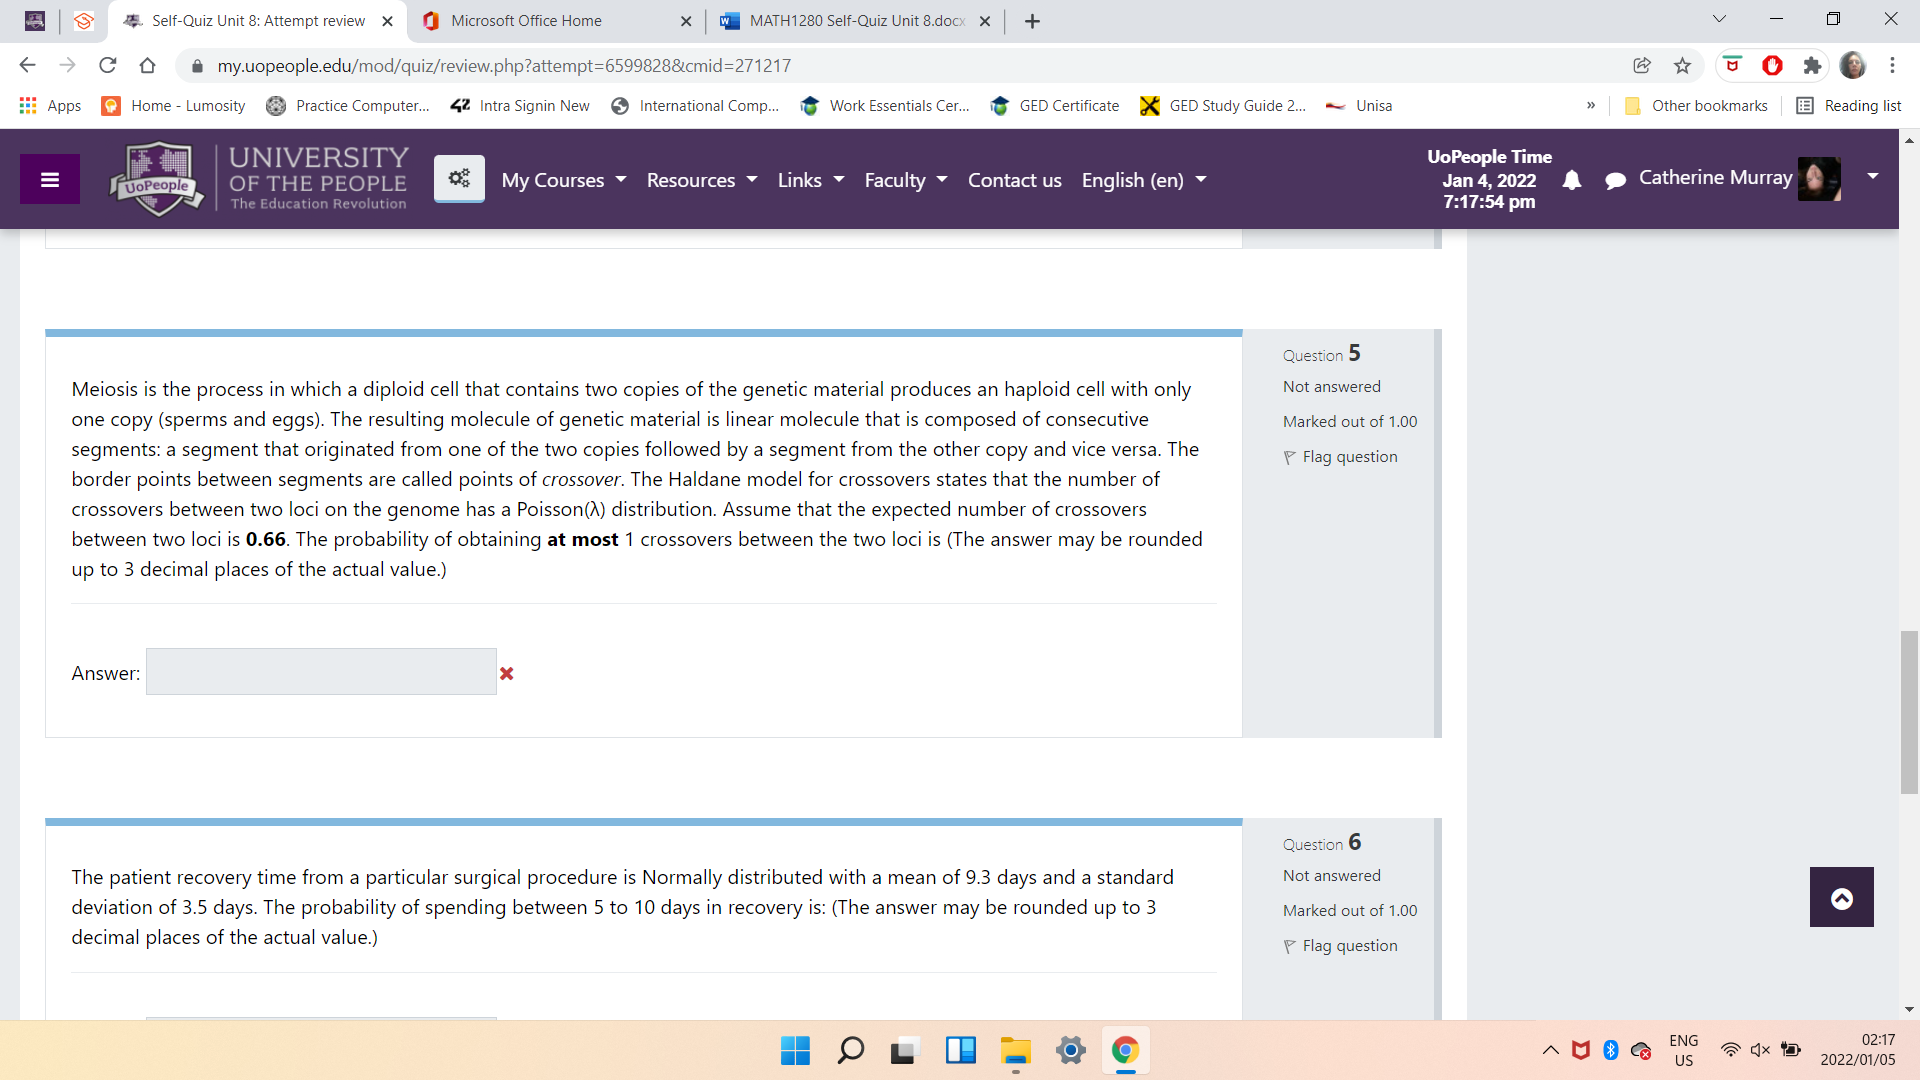 Self-Quiz Unit 8: Attempt review
Microsoft Office Home
MATH1280 Self-Quiz Unit 8.docx
my.uopeople.edu/mod/quiz/review.php?attempt=6599828&cmid=271217
Apps
Home - Lumosity
Practice Computer...
42 Intra Signin New
International Comp...
Work Essentials Cer...
GED Certificate
GED Study Guide 2...
Unisa
»
Other bookmarks
Reading list
UoPeople
UNIVERSITY
OF THE PEOPLE
The Education Revolution
My Courses
Resources
Links
Faculty
Contact us
English (en)
UoPeople Time
Jan 4, 2022
7:17:54 pm
Catherine Murray
Meiosis is the process in which a diploid cell that contains two copies of the genetic material produces an haploid cell with only
one copy (sperms and eggs). The resulting molecule of genetic material is linear molecule that is composed of consecutive
segments: a segment that originated from one of the two copies followed by a segment from the other copy and vice versa. The
border points between segments are called points of crossover. The Haldane model for crossovers states that the number of
crossovers between two loci on the genome has a Poisson(λ) distribution. Assume that the expected number of crossovers
between two loci is 0.66. The probability of obtaining at most 1 crossovers between the two loci is (The answer may be rounded
up to 3 decimal places of the actual value.)
Answer:
Question 5
Not answered
Marked out of 1.00
Flag question
The patient recovery time from a particular surgical procedure is Normally distributed with a mean of 9.3 days and a standard
deviation of 3.5 days. The probability of spending between 5 to 10 days in recovery is: (The answer may be rounded up to 3
decimal places of the actual value.)
Question 6
Not answered
Marked out of 1.00
Flag question
ENG
US
02:17
2022/01/05